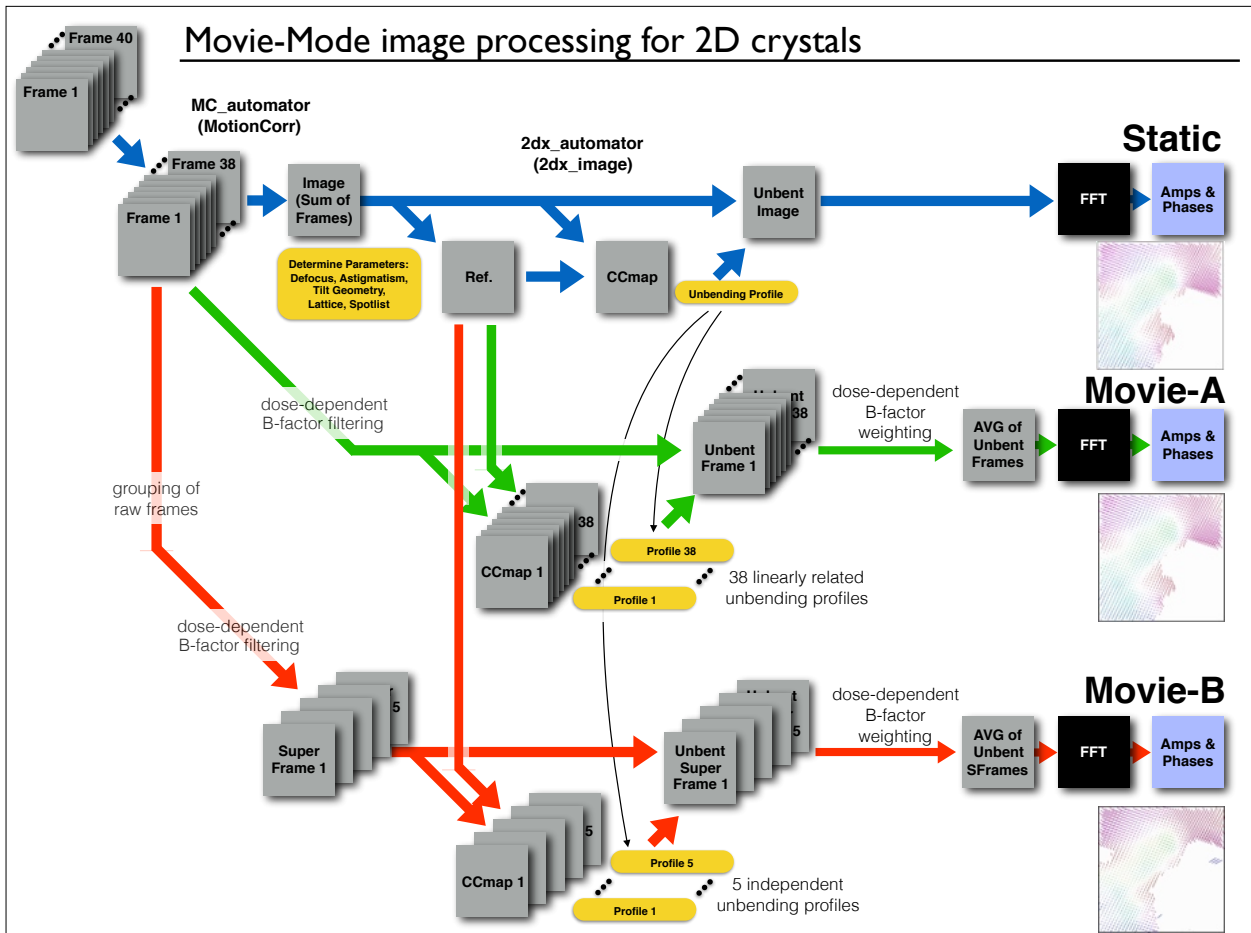 Movie-Mode image processing for 2D crystals
Frame 40
Frame 1
MC_automator
(MotionCorr)
Frame 38
Frame 1
Image
(Sum of
Frames)
2dx_automator
(2dx_image)
Unbent
Image
Static
FFT
Amps &
Phases
Determine Parameters:
Defocus, Astigmatism,
Tilt Geometry,
Lattice, Spotlist
Ref.
CCmap
Unbending Profile
Movie-A
dose-dependent
B-factor filtering
Unbent
38
Unbent
Frame 1
dose-dependent
B-factor
weighting
AVG of
Unbent
Frames
FFT
Amps &
Phases
grouping of
raw frames
38
CCmap 1
Profile 38
Profile 1
38 linearly related
unbending profiles
dose-dependent
B-factor filtering
5
Super
Frame 1
Movie-B
Unbent
5
Unbent
Super
Frame 1
dose-dependent
B-factor
weighting
AVG of
Unbent
SFrames
FFT
Amps &
Phases
5
CCmap 1
Profile 5
Profile 1
5 independent
unbending profiles